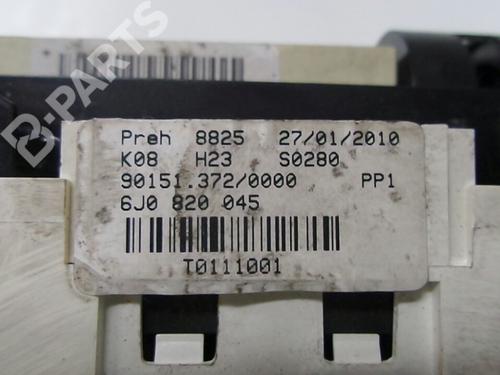 B-PARTS
Preh 8825 27/01/2010
K08 H23 S0280
90151.372/0000 PP1
6J0 820 045
T0111001